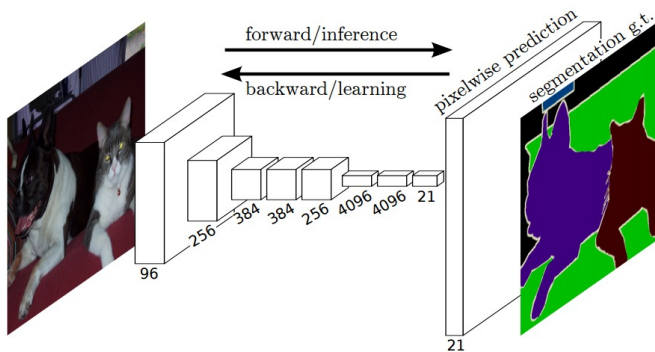 forward/inference
backward/learning
pixelwise prediction
segmentation g.t.
96
256
384
384
256
4096
4096
21
21